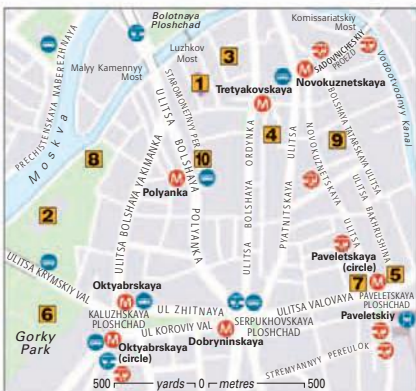 Bolotnaya
Ploshchad
Komissariatskiy
Most
Luzhkov
Most
Malyy Kamennyy
Most
PRECHISTENSKAYA NABEREZHNAYA
Moskva
STAROMONETNYY PER
SADOVNICHESKIY
PROEZD
Vodootvodnyy Kanal
3
1
Tretyakovskaya
Novokuznetskaya
4
9
8
10
Polyanka
2
ULITSA BOLSHAYA YAKIMANKA
ULITSA BOLSHAYA POLYANKA
ULITSA BOLSHAYA ORDYNKA
PYATNITSKAYA ULITSA
NOVOKUZNETSKAYA ULITSA
BOLSHAYA TATARSKAYA ULITSA
ULITSA BAKHRUSHINA
ULITSA KRYMSKIY VAL
Paveletskaya
(circle)
7
5
PAVELETSKAYA
PLOSHCHAD
Paveletskiy
Oktyabrskaya
UL ZHITNAYA
ULITSA VALOVAYA
KALUZHSKAYA
PLOSHCHAD
UL KOROVIY VAL
SERPUKHOVSKAYA
PLOSHCHAD
Dobryninskaya
6
Gorky
Park
Oktyabrskaya
(circle)
STREMYANNYY PEREULOK
500 yards 0 metres 500